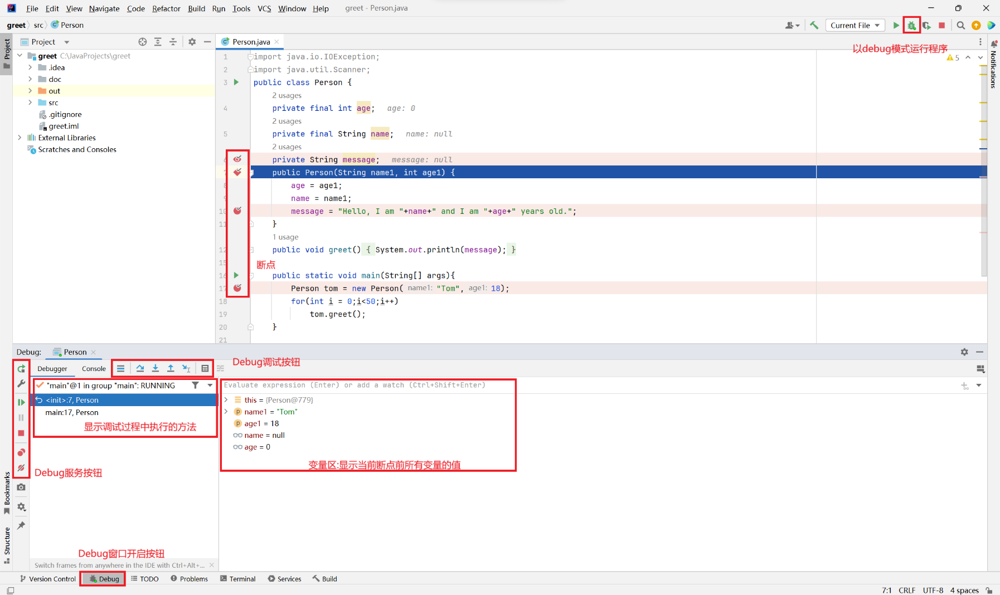 File Edit View Navigate Code Refactor Build Run Tools VCS Window Help greet - Person.java
greet src Person Current File
Project Person.java 以debug模式运行程序
Project
Notifications
greet C:\JavaProjects\greet
.idea
doc
out
src
.gitignore
greet.iml
External Libraries
Scratches and Consoles
5
1 import java.io.IOException;
2 import java.util.Scanner;
3 public class Person {
2 usages
4 private final int age; age: 0
2 usages
5 private final String name; name: null
2 usages
6 private String message; message: null
7 public Person(String name1, int age1) {
8 age = age1;
9 name = name1;
10 message = "Hello, I am "+name+" and I am "+age+" years old.";
11 }
1 usage
12 public void greet() { System.out.println(message); }
15 断点
16 public static void main(String[] args){
17 Person tom = new Person( name1: "Tom", age1: 18);
18 for(int i = 0;i<50;i++)
19 tom.greet();
20 }
21
Debug: Person
Debugger Console Debug调试按钮
"main"@1 in group "main": RUNNING
<init>:7, Person
main:17, Person
显示调试过程中执行的方法
Evaluate expression (Enter) or add a watch (Ctrl+Shift+Enter)
this = {Person@779}
name1 = "Tom"
age1 = 18
name = null
age = 0
变量区:显示当前断点前所有变量的值
Debug服务按钮
Bookmarks
Structure
Debug窗口开启按钮
Switch frames from anywhere in the IDE with Ctrl+Alt+...
Version Control Debug TODO Problems Terminal Services Build
7:1 CRLF UTF-8 4 spaces